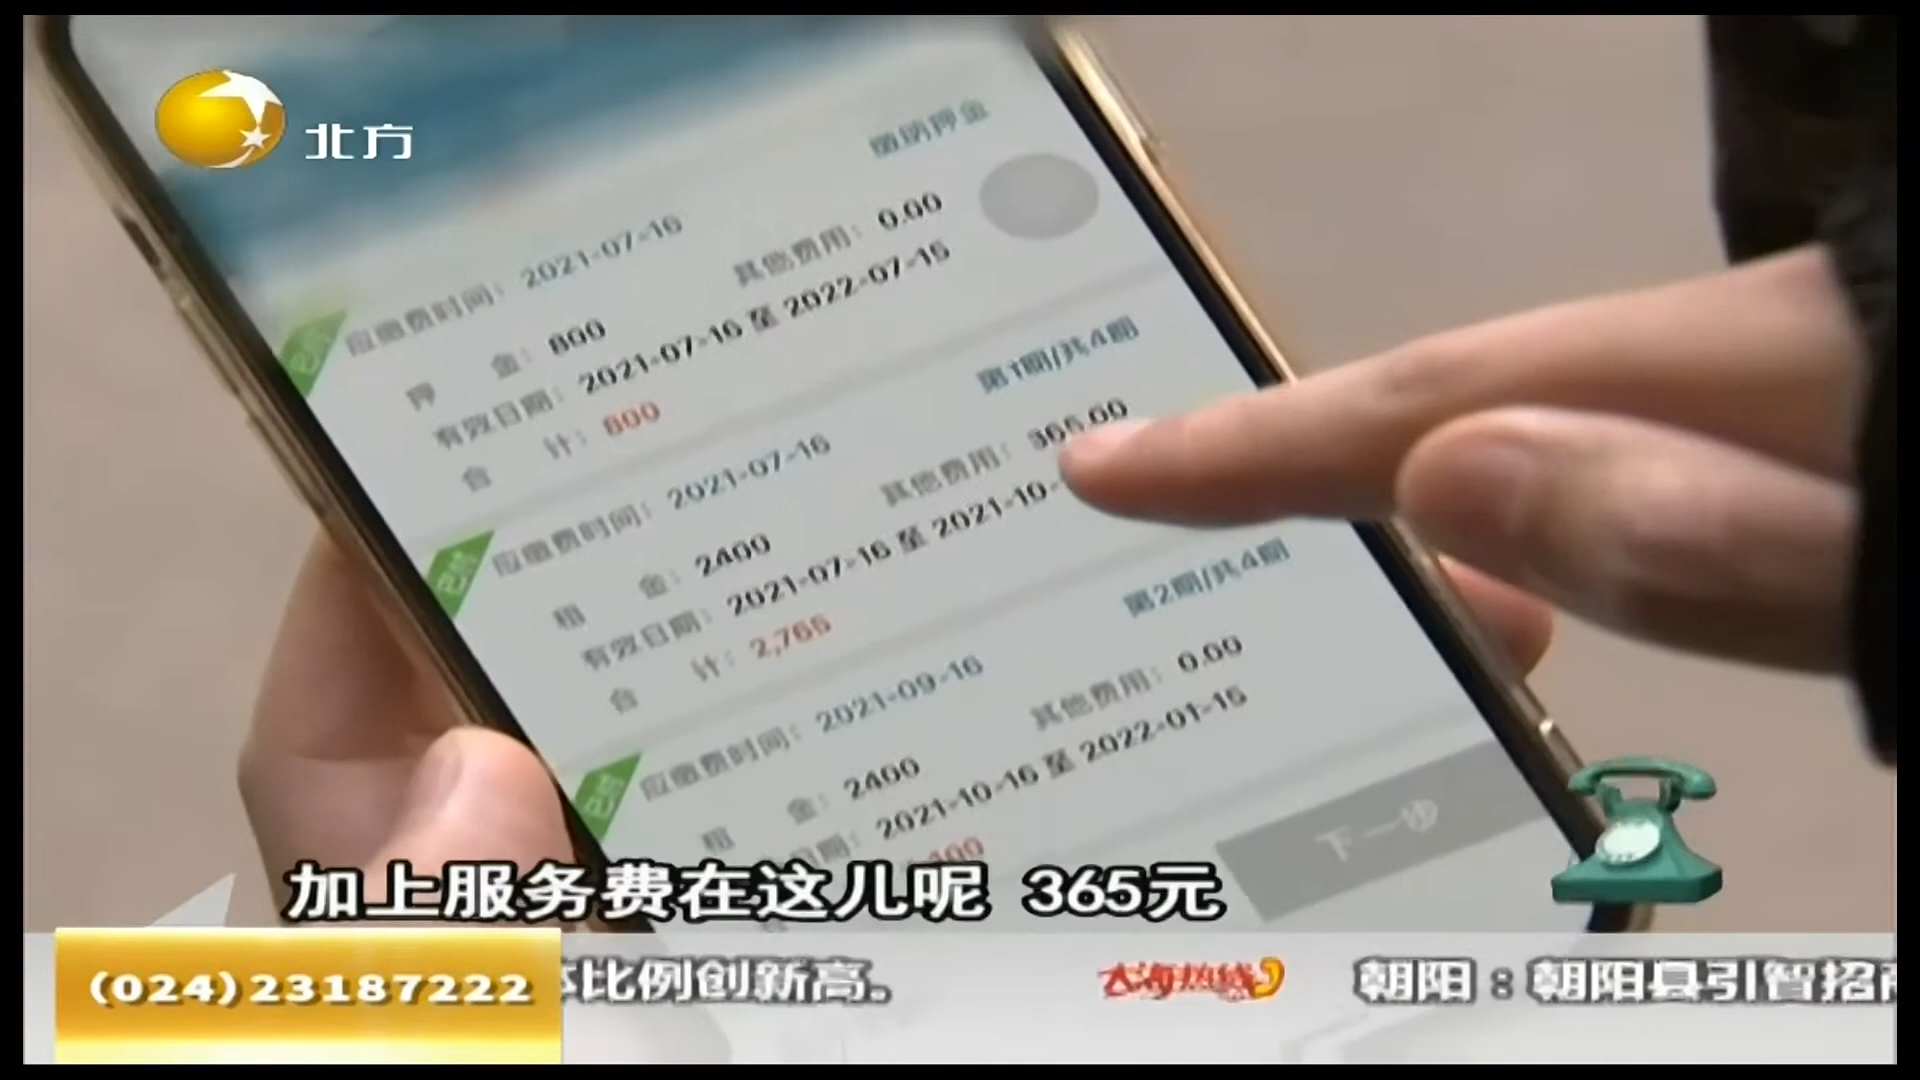 北方
缴纳押金
应缴费时间：2021-07-16
押 金：800 其他费用：0.00
有效日期：2021-07-16 至 2022-07-15
合 计：800
第1期/共4期
应缴费时间：2021-07-16
租 金：2400 其他费用：365.00
有效日期：2021-07-16 至 2021-10-
合 计：2,765
第2期/共4期
应缴费时间：2021-09-16
租 金：2400 其他费用：0.00
日期：2021-10-16 至 2022-01-15
下一步
加上服务费在这儿呢 365元
(024)23187222
比例创新高。
大海热线
朝阳：朝阳县引智招商